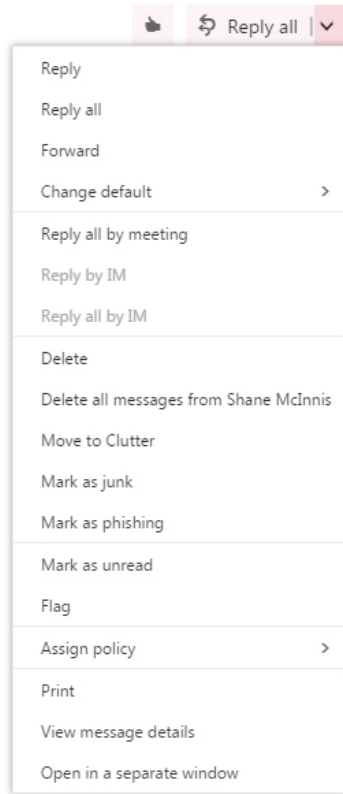 Reply all
Reply
Reply all
Forward
Change default
Reply all by meeting
Reply by IM
Reply all by IM
Delete
Delete all messages from Shane McInnis
Move to Clutter
Mark as junk
Mark as phishing
Mark as unread
Flag
Assign policy
Print
View message details
Open in a separate window